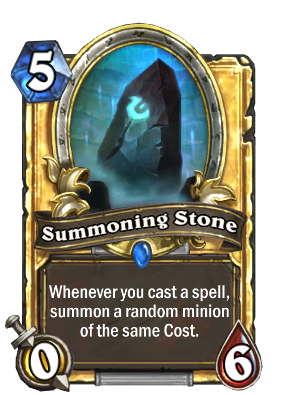 5
Summoning Stone
Whenever you cast a spell,
summon a random minion
of the same Cost.
0
6